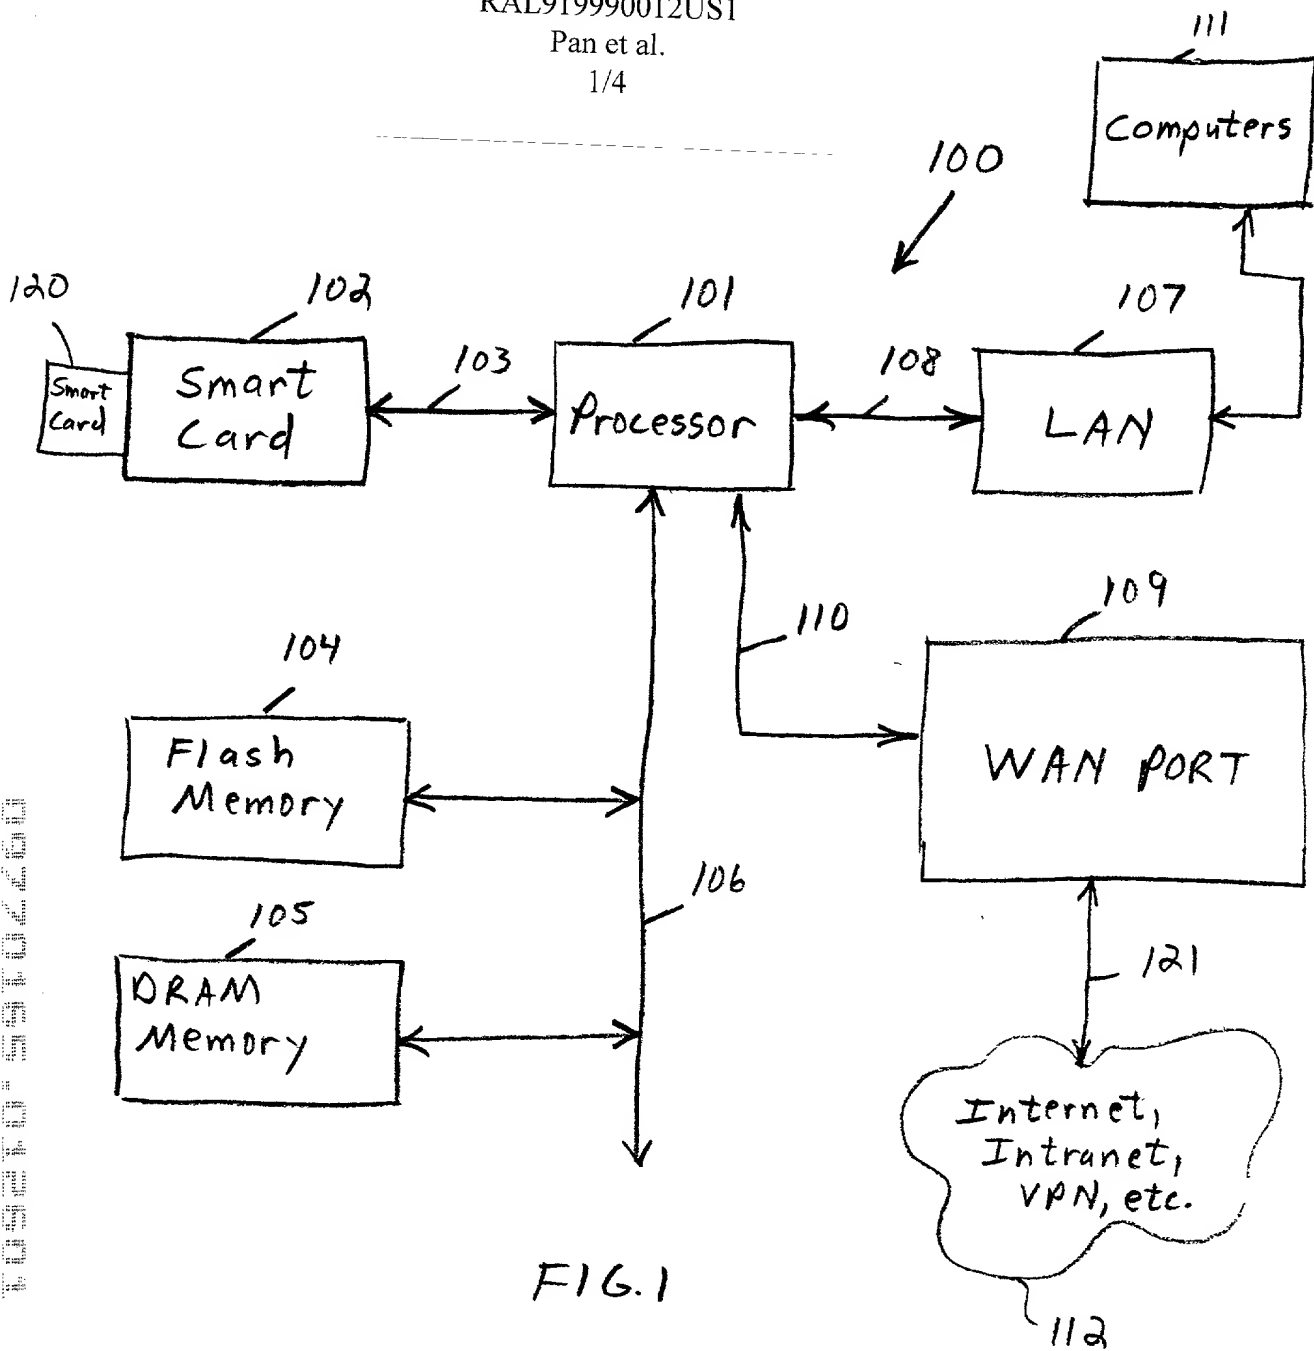 RAL919990012US1
Pan et al.
1/4
111
Computers
100
120
102
101
107
103
108
Smart
Card
Smart
Card
Processor
LAN
109
110
104
WAN PORT
Flash
Memory
106
105
121
DRAM
Memory
Internet,
Intranet,
VPN, etc.
FIG.1
112